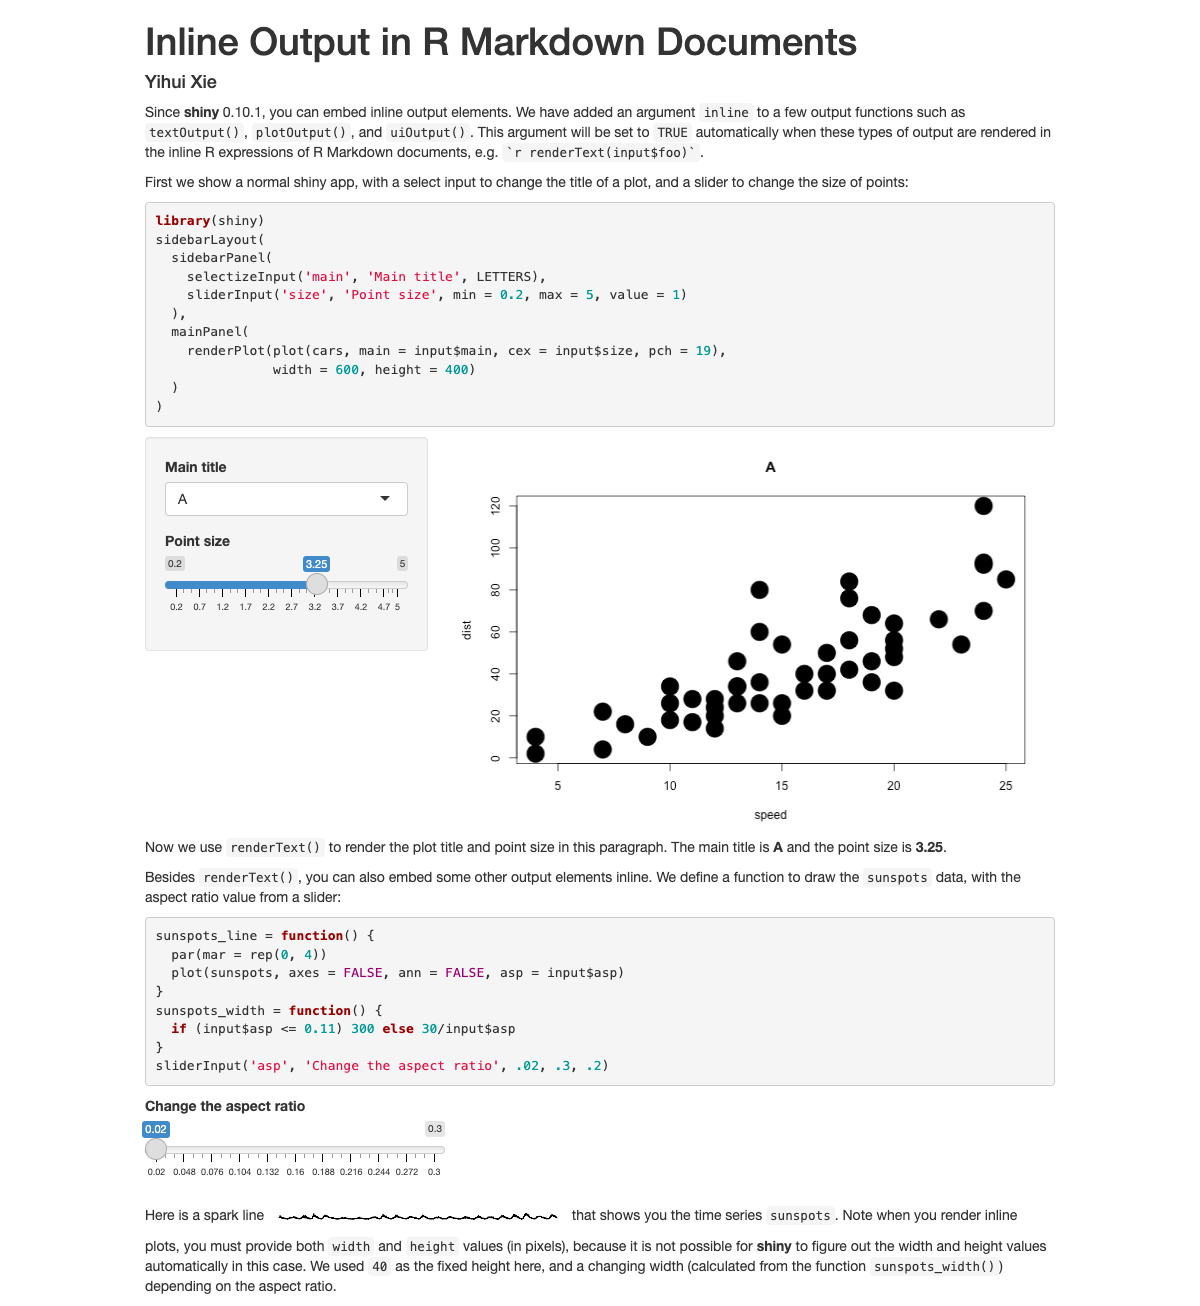 Inline Output in R Markdown Documents
Yihui Xie
Since shiny 0.10.1, you can embed inline output elements. We have added an argument inline to a few output functions such as
textOutput(), plotOutput(), and uiOutput(). This argument will be set to TRUE automatically when these types of output are rendered in
the inline R expressions of R Markdown documents, e.g. `r renderText(input$foo)`.
First we show a normal shiny app, with a select input to change the title of a plot, and a slider to change the size of points:
library(shiny)
sidebarLayout(
  sidebarPanel(
    selectizeInput('main', 'Main title', LETTERS),
    sliderInput('size', 'Point size', min = 0.2, max = 5, value = 1)
  ),
  mainPanel(
    renderPlot(plot(cars, main = input$main, cex = input$size, pch = 19),
               width = 600, height = 400)
  )
)
Main title
A
Point size
0.2 3.25 5
0.2 0.7 1.2 1.7 2.2 2.7 3.2 3.7 4.2 4.7 5
A
120
100
80
60
40
20
0
dist
5 10 15 20 25
speed
Now we use renderText() to render the plot title and point size in this paragraph. The main title is A and the point size is 3.25.
Besides renderText(), you can also embed some other output elements inline. We define a function to draw the sunspots data, with the
aspect ratio value from a slider:
sunspots_line = function() {
  par(mar = rep(0, 4))
  plot(sunspots, axes = FALSE, ann = FALSE, asp = input$asp)
}
sunspots_width = function() {
  if (input$asp <= 0.11) 300 else 30/input$asp
}
sliderInput('asp', 'Change the aspect ratio', .02, .3, .2)
Change the aspect ratio
0.02 0.3
0.02 0.048 0.076 0.104 0.132 0.16 0.188 0.216 0.244 0.272 0.3
Here is a spark line that shows you the time series sunspots. Note when you render inline
plots, you must provide both width and height values (in pixels), because it is not possible for shiny to figure out the width and height values
automatically in this case. We used 40 as the fixed height here, and a changing width (calculated from the function sunspots_width())
depending on the aspect ratio.